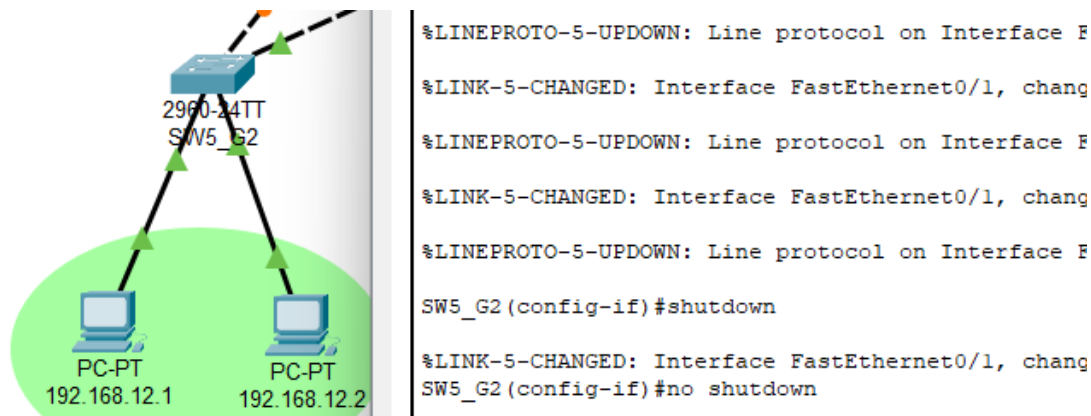 2960-24TT
SW5_G2
PC-PT
192.168.12.1
PC-PT
192.168.12.2
%LINEPROTO-5-UPDOWN: Line protocol on Interface
%LINK-5-CHANGED: Interface FastEthernet0/1, chang
%LINEPROTO-5-UPDOWN: Line protocol on Interface
%LINK-5-CHANGED: Interface FastEthernet0/1, chang
%LINEPROTO-5-UPDOWN: Line protocol on Interface
SW5_G2(config-if)#shutdown
%LINK-5-CHANGED: Interface FastEthernet0/1, chang
SW5_G2(config-if)#no shutdown